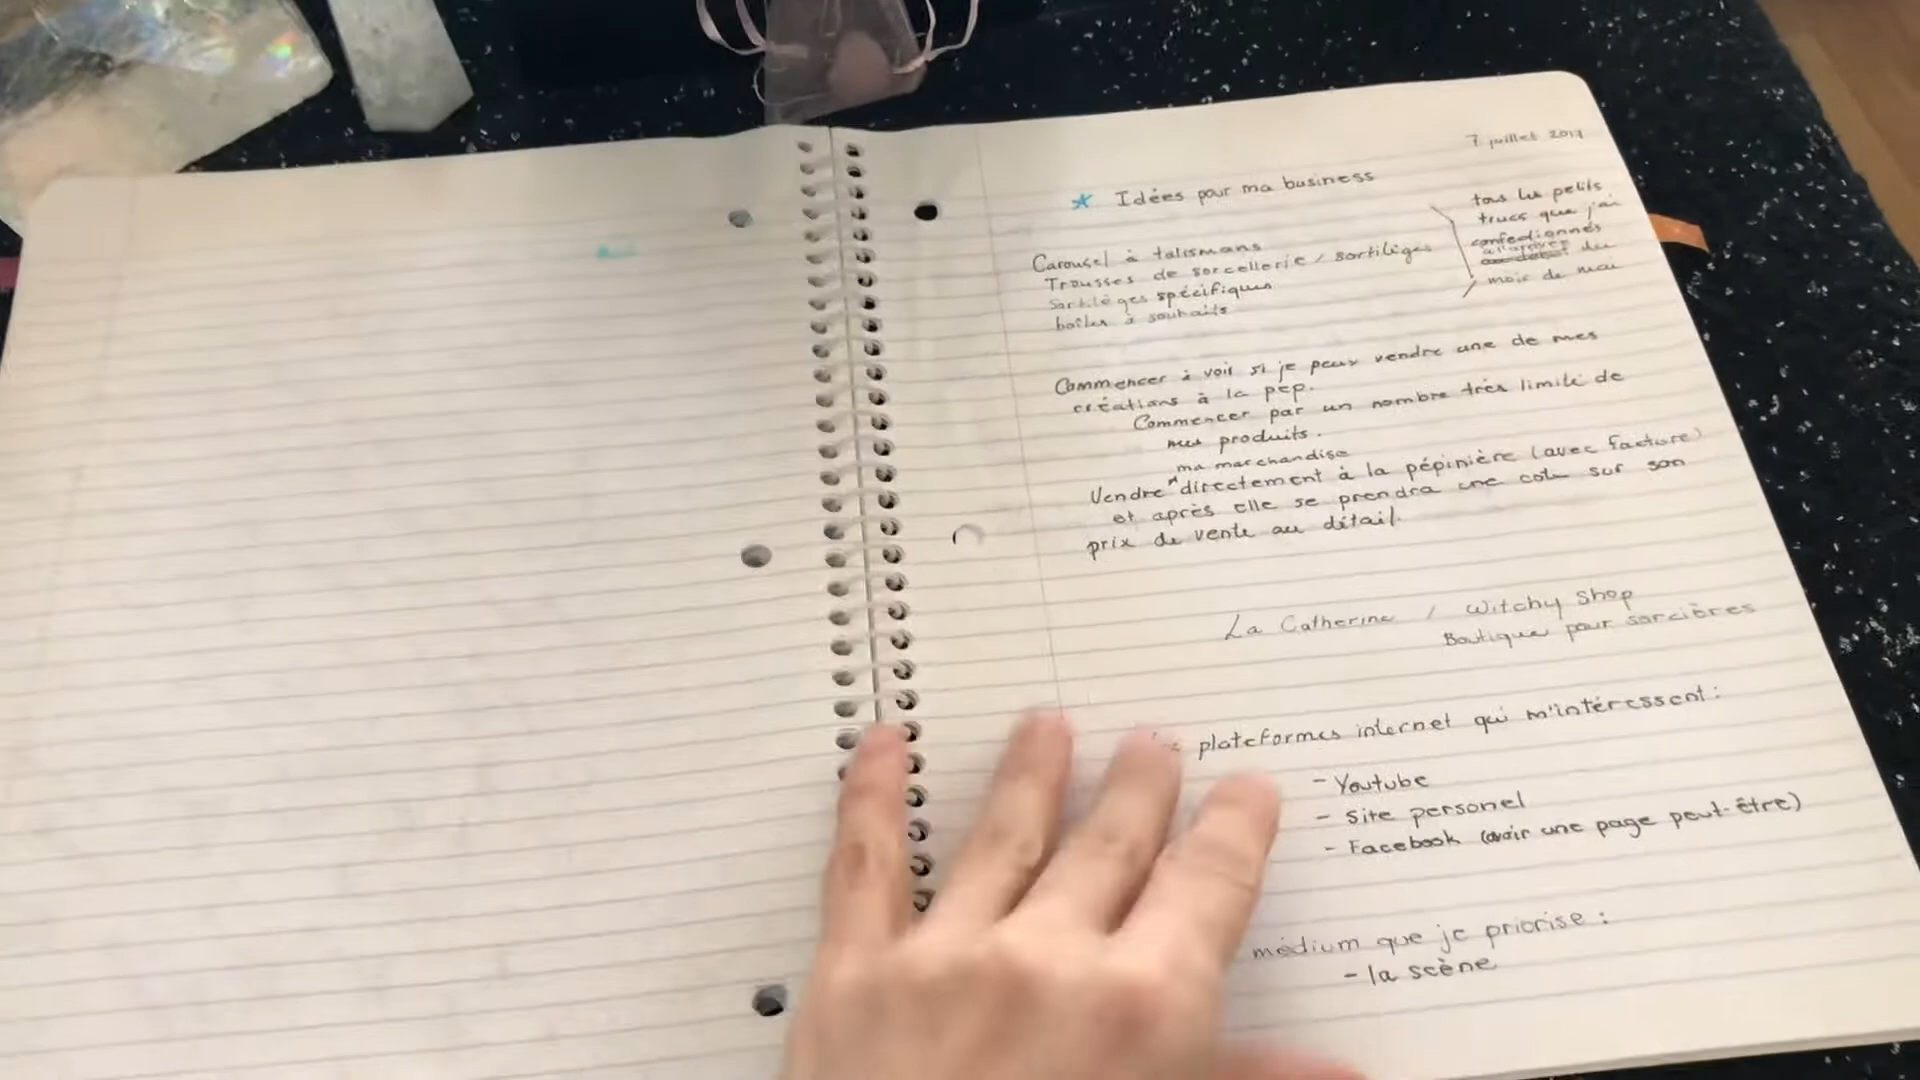 7 juillet 2017
* Idées pour ma business
tous les petits
trucs que j'ai
confectionnés
à l'arrivée du
mois de mai
Carousel à talismans
Trousses de sorcellerie / sortilèges
Sortilèges spécifiques
boîtes à souhaits
Commencer à voir si je peux vendre une de mes
créations à la pép.
Commencer par un nombre très limité de
mes produits.
ma marchandise
Vendre directement à la pépinière (avec facture)
et après elle se prendra une cote sur son
prix de vente au détail.
La Catherine / Witchy Shop
Boutique pour sorcières
plateformes internet qui m'intéressent :
- Youtube
- Site personel
- Facebook (avoir une page peut-être)
médium que je priorise :
- la scène